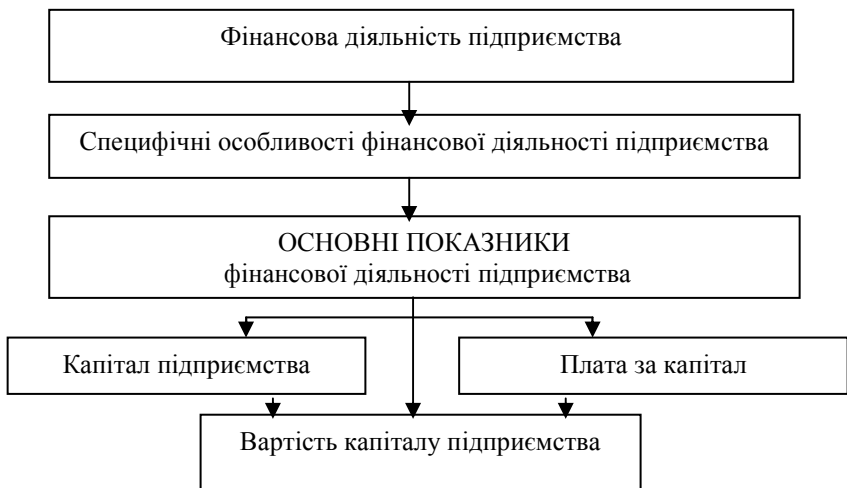 Фінансова діяльність підприємства
Специфічні особливості фінансової діяльності підприємства
ОСНОВНІ ПОКАЗНИКИ
фінансової діяльності підприємства
Капітал підприємства
Плата за капітал
Вартість капіталу підприємства